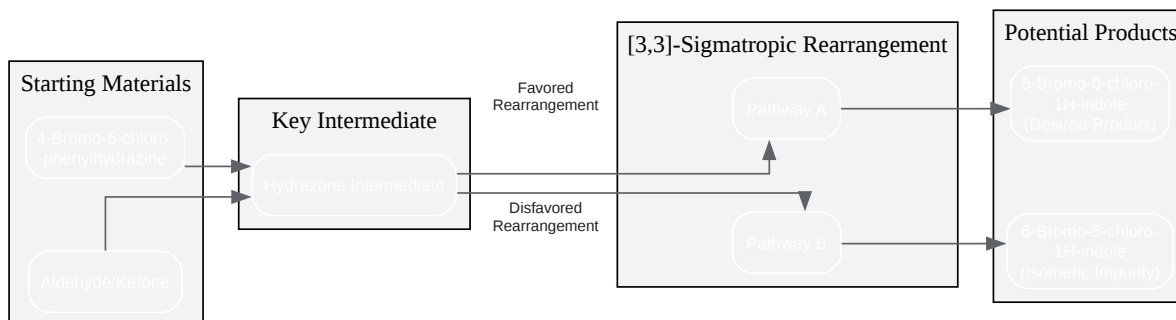 Starting Materials
4-Bromo-5-chloro-
phenylhydrazine
Aldehyde/Ketone
Key Intermediate
Hydrazone Intermediate
Favored
Rearrangement
Disfavored
Rearrangement
[3,3]-Sigmatropic Rearrangement
Pathway A
Pathway B
Potential Products
5-Bromo-6-chloro-
1H-indole
(Desired Product)
6-Bromo-5-chloro-
1H-indole
(Isomeric Impurity)